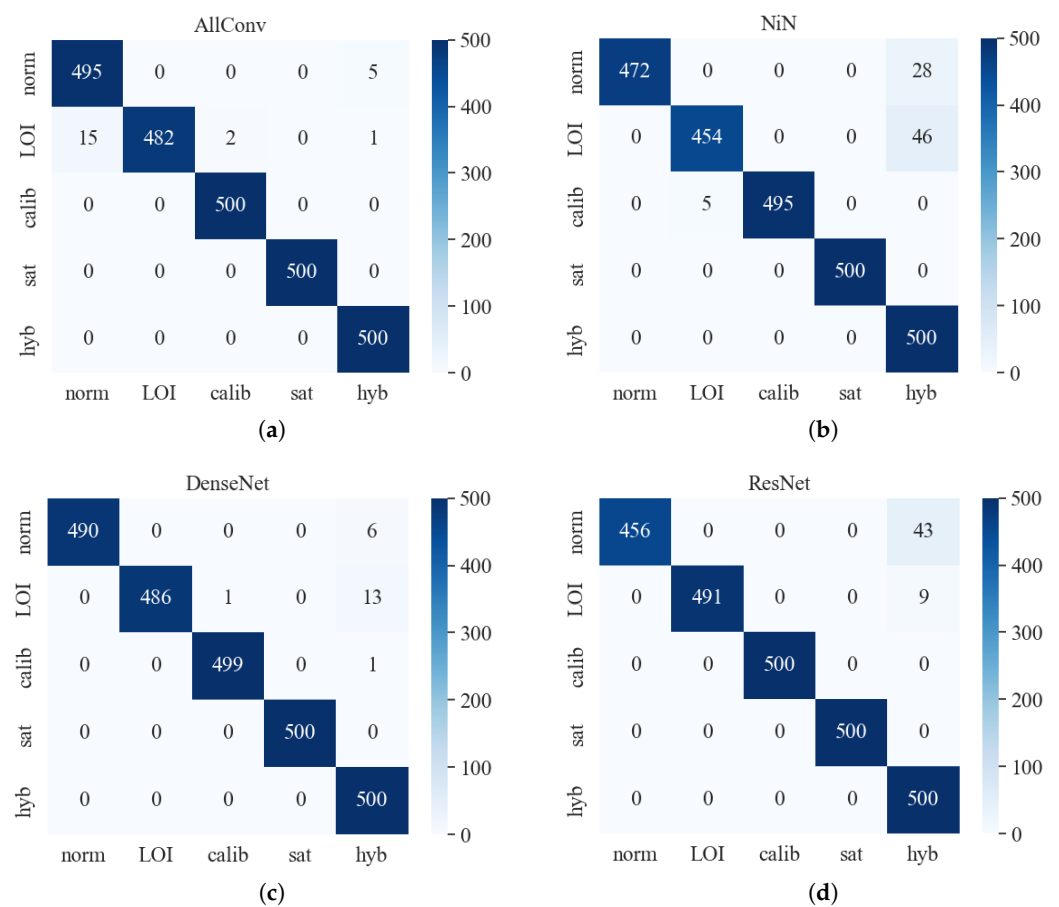 AllConv
norm 495 0 0 0 5
LOI 15 482 2 0 1
calib 0 0 500 0 0
sat 0 0 0 500 0
hyb 0 0 0 0 500
norm LOI calib sat hyb
500
400
300
200
100
0
(a)
NiN
norm 472 0 0 0 28
LOI 0 454 0 0 46
calib 0 5 495 0 0
sat 0 0 0 500 0
hyb 0 0 0 0 500
norm LOI calib sat hyb
500
400
300
200
100
0
(b)
DenseNet
norm 490 0 0 0 6
LOI 0 486 1 0 13
calib 0 0 499 0 1
sat 0 0 0 500 0
hyb 0 0 0 0 500
norm LOI calib sat hyb
500
400
300
200
100
0
(c)
ResNet
norm 456 0 0 0 43
LOI 0 491 0 0 9
calib 0 0 500 0 0
sat 0 0 0 500 0
hyb 0 0 0 0 500
norm LOI calib sat hyb
500
400
300
200
100
0
(d)